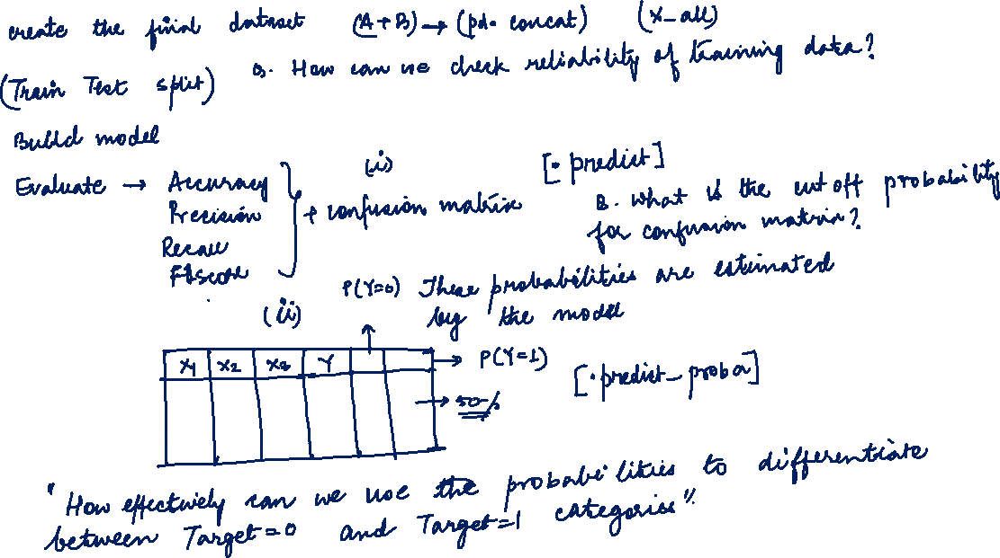 create the final dataset (A+B)→(pd. concat) (X_all)
(Train Test split) Q. How can we check reliability of training data?
Build model
Evaluate → Accuracy (i) [.predict]
Precision → confusion matrix Q. what is the cut off probability
Recall for confusion matrix?
F1score
P(Y=0) These probabilities are estimated
(ii) by the model
X1 X2 X3 Y → P(Y=1) [.predict_proba]
→ 50%
"How effectively can we use the probabilities to differentiate
between Target=0 and Target=1 categories"